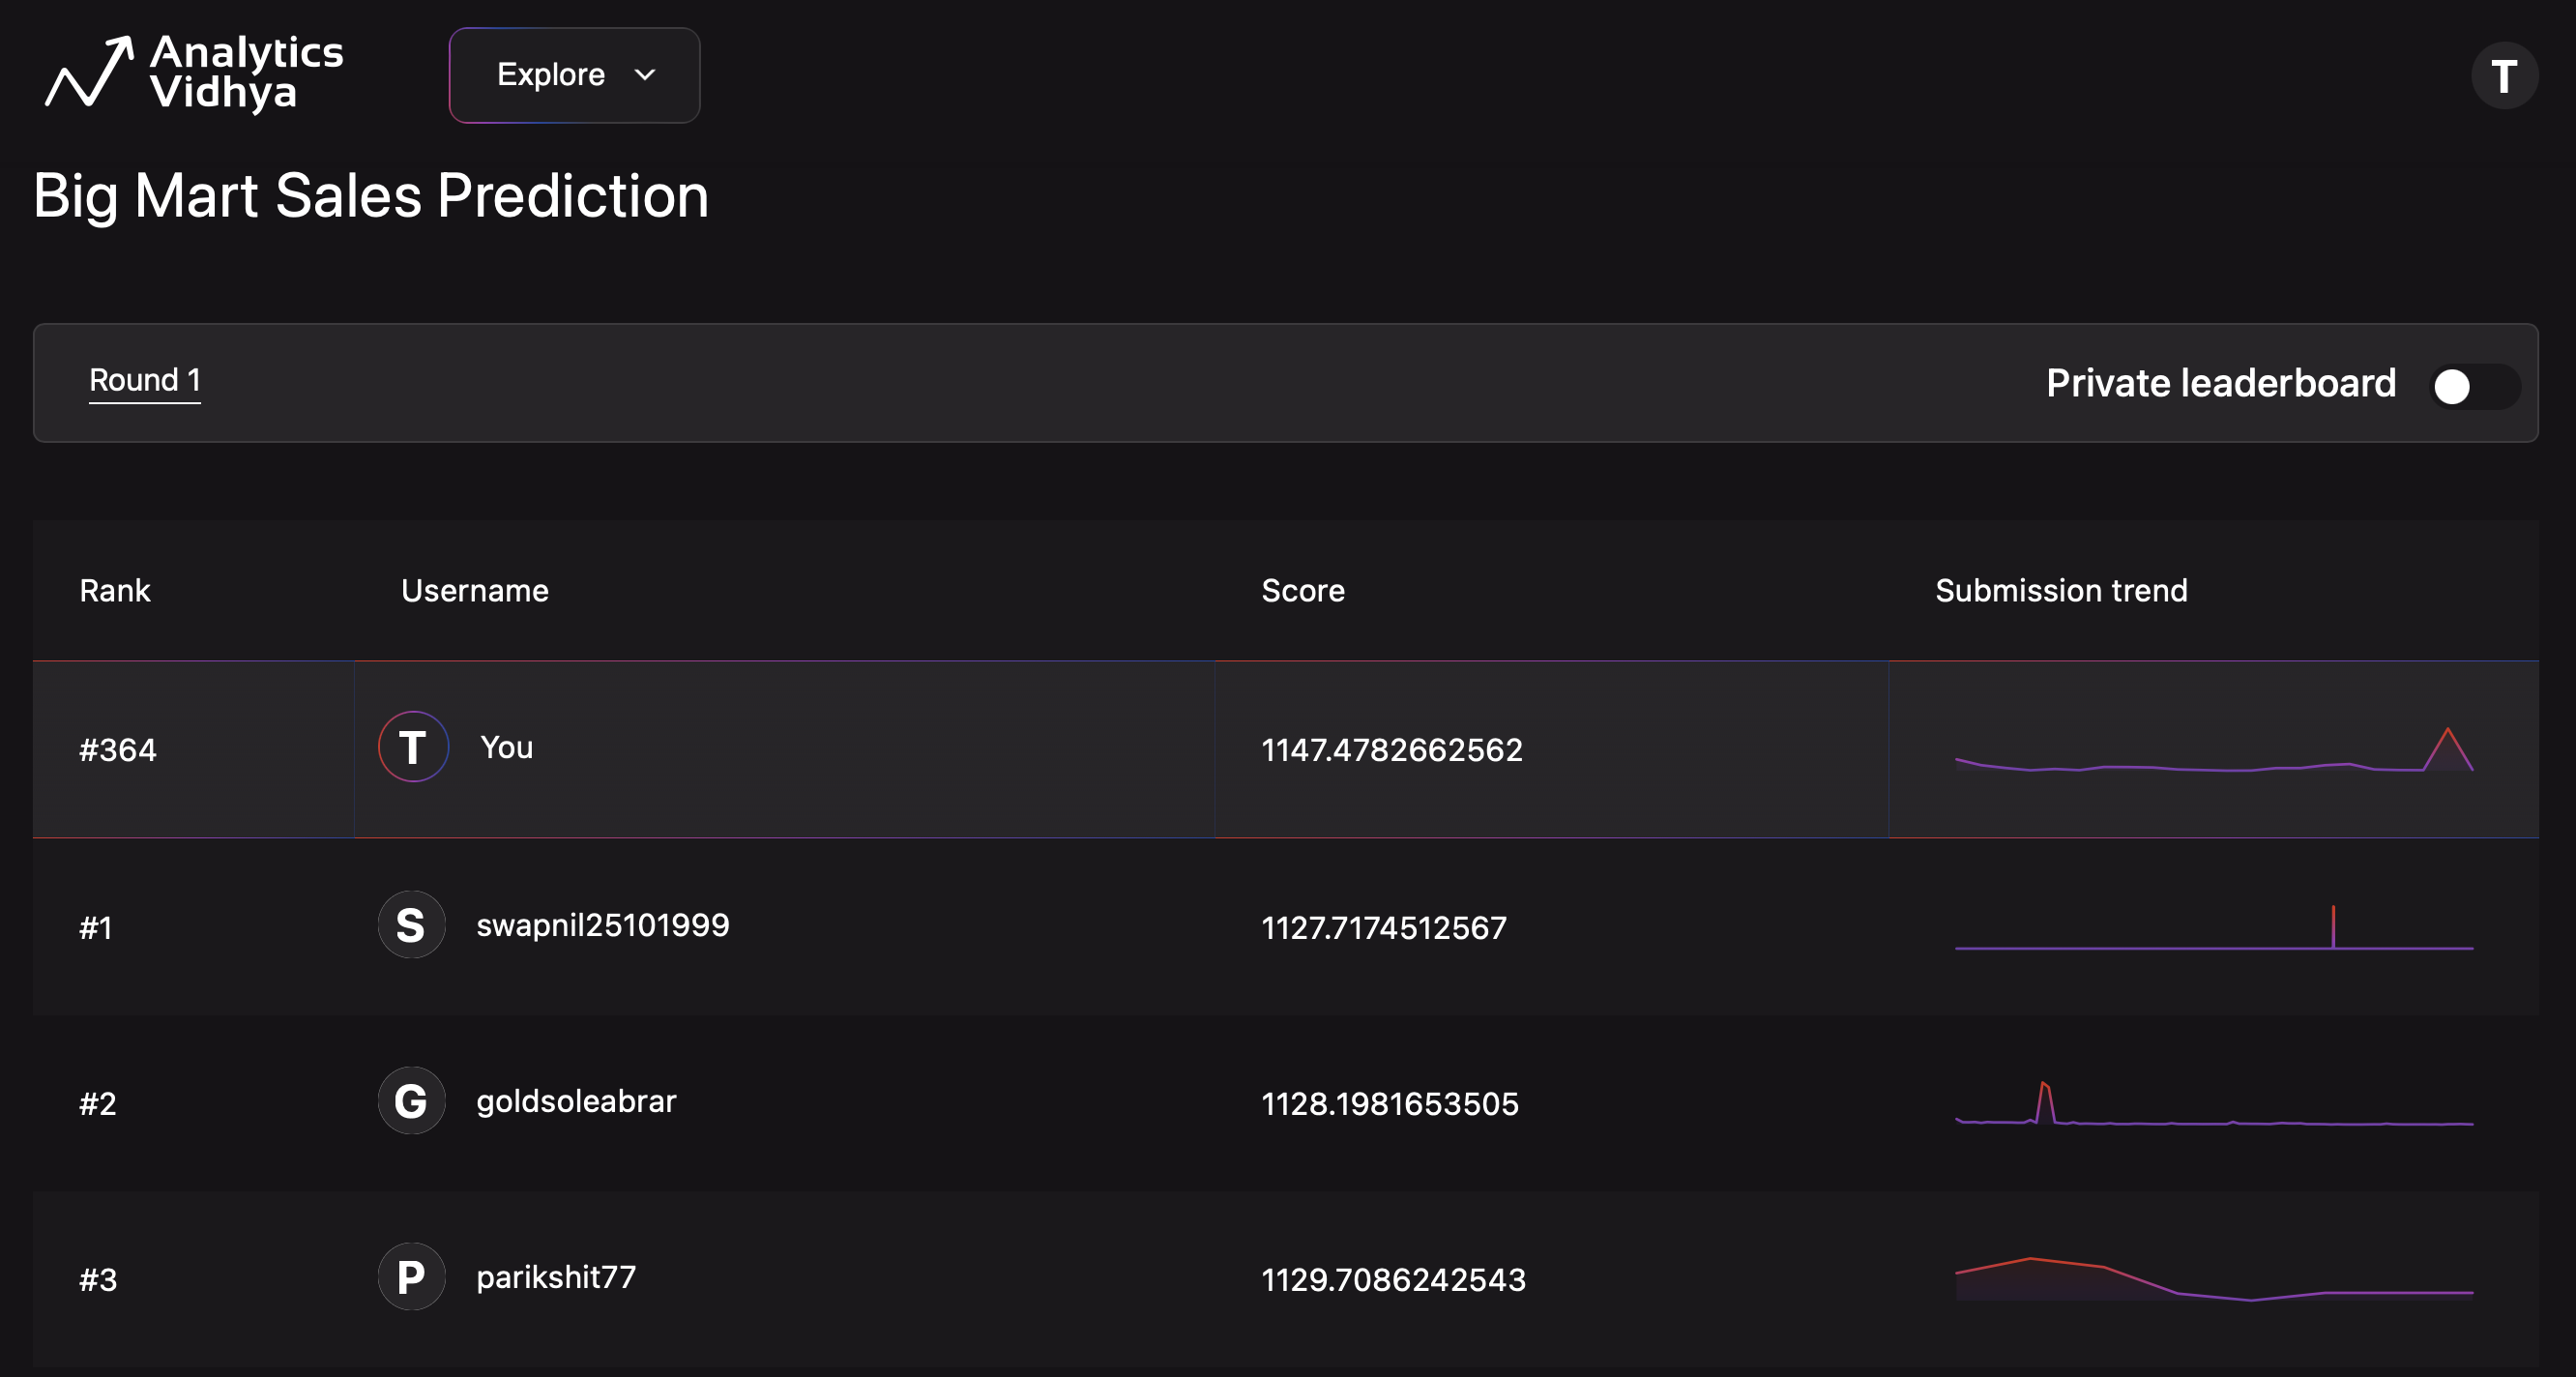 Analytics
Vidhya
Explore
T
Big Mart Sales Prediction
Round 1
Private leaderboard
Rank Username Score Submission trend
#364 T You 1147.4782662562
#1 S swapnil25101999 1127.7174512567
#2 G goldsoleabrar 1128.1981653505
#3 P parikshit77 1129.7086242543